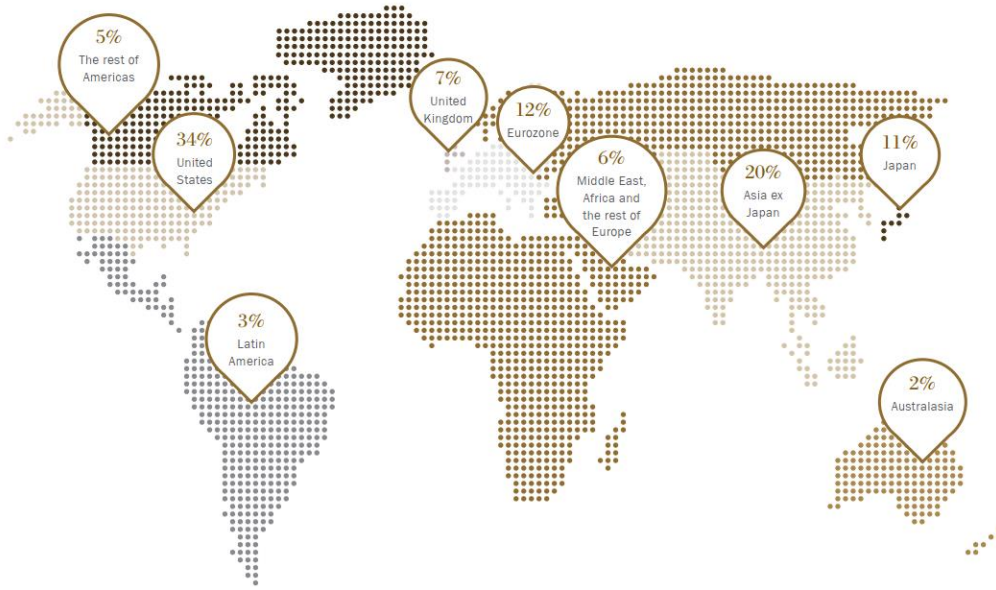 5%
The rest of
Americas
34%
United
States
7%
United
Kingdom
12%
Eurozone
6%
Middle East,
Africa and
the rest of
Europe
20%
Asia ex
Japan
11%
Japan
3%
Latin
America
2%
Australasia